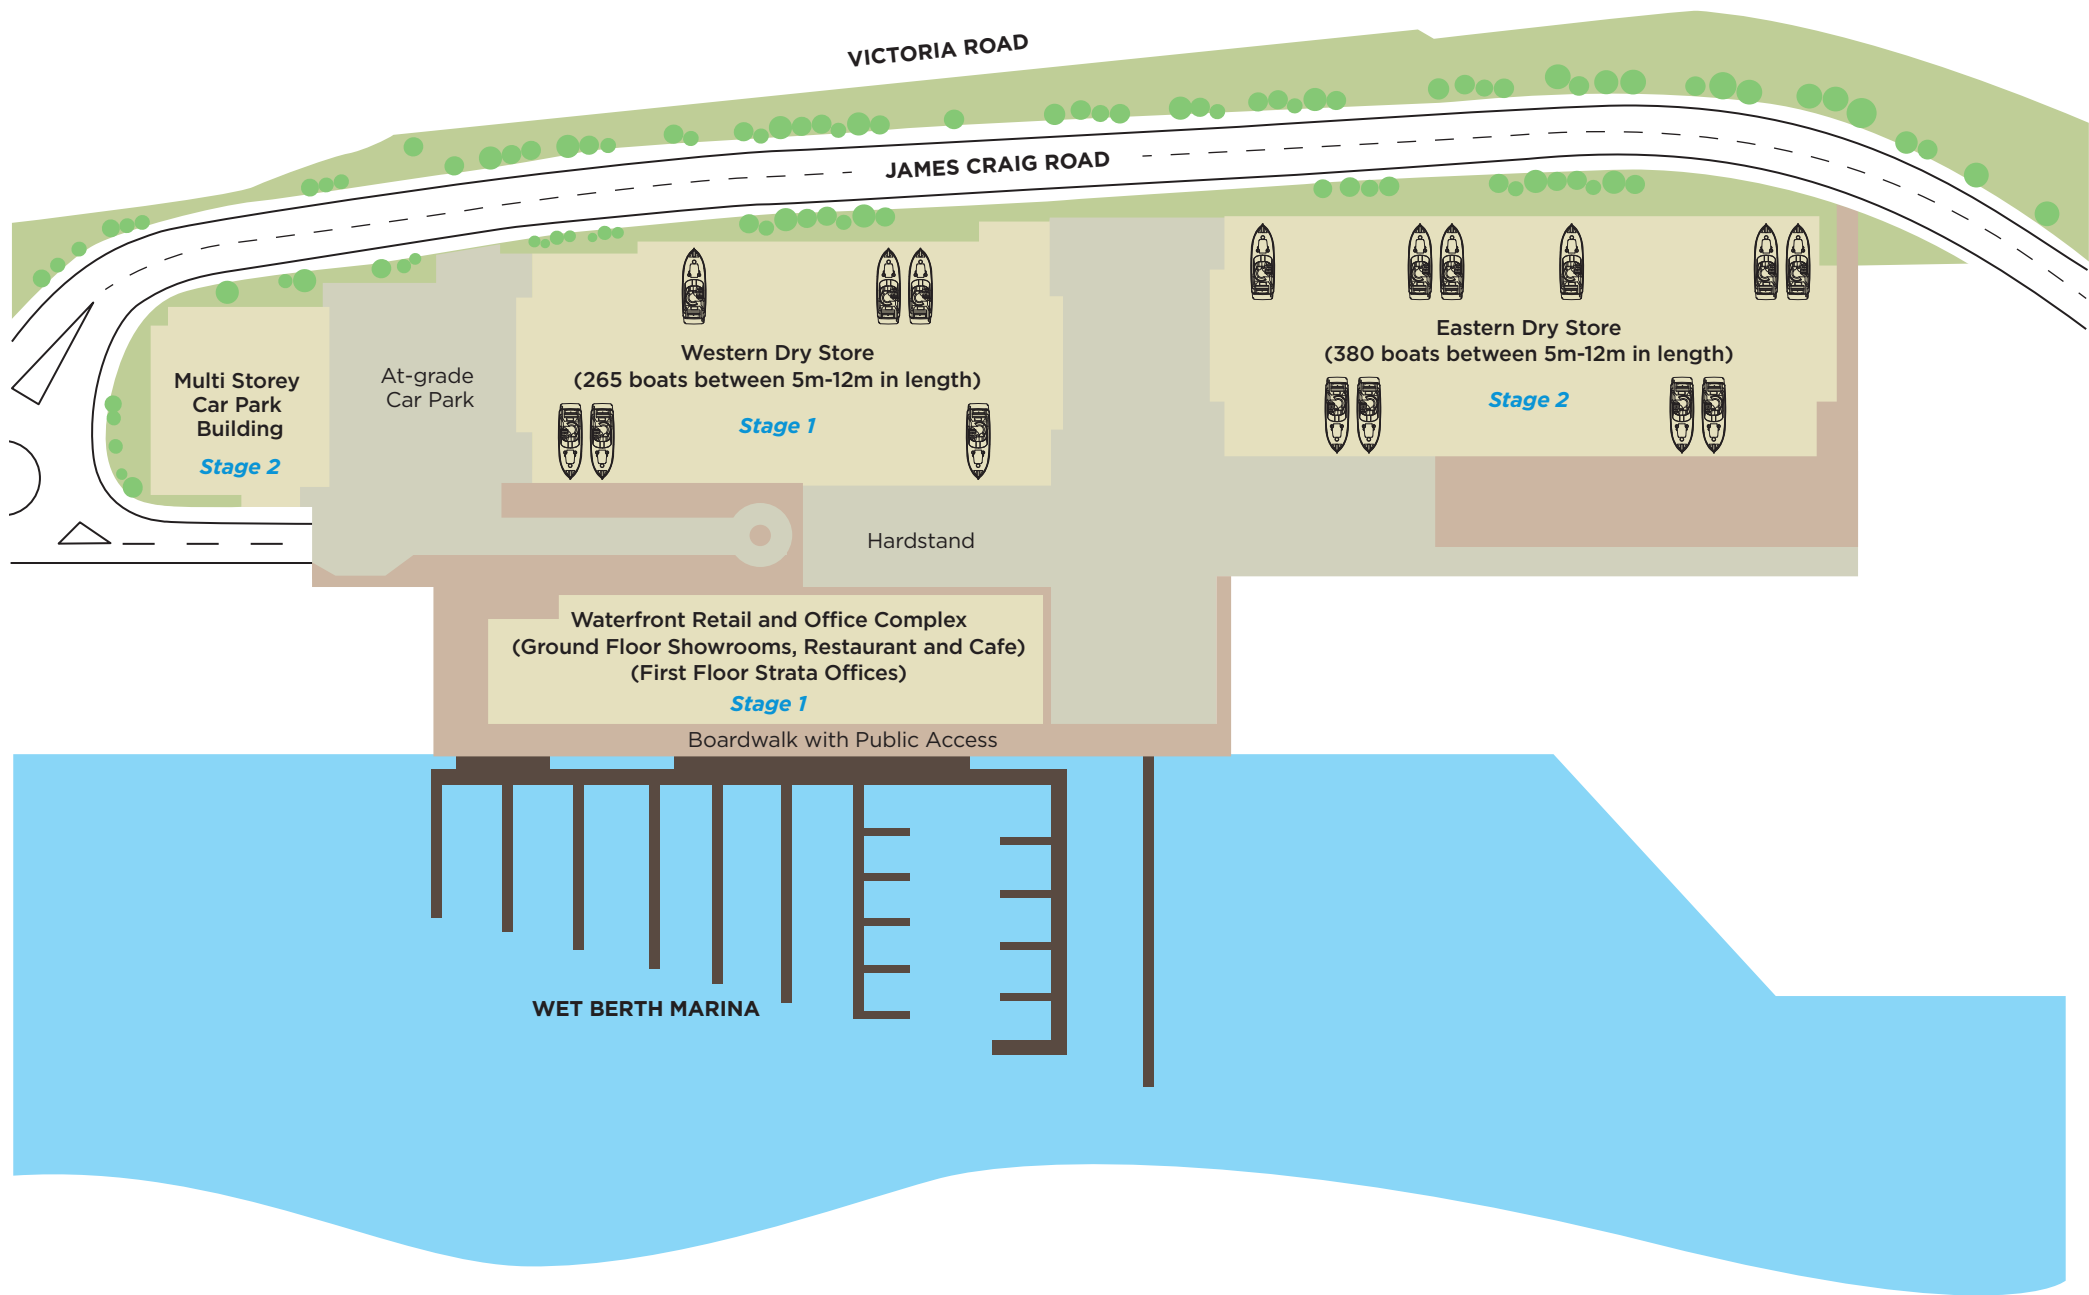 VICTORIA ROAD
JAMES CRAIG ROAD
Multi Storey
Car Park
Building
Stage 2
At-grade
Car Park
Western Dry Store
(265 boats between 5m-12m in length)
Stage 1
Eastern Dry Store
(380 boats between 5m-12m in length)
Stage 2
Hardstand
Waterfront Retail and Office Complex
(Ground Floor Showrooms, Restaurant and Cafe)
(First Floor Strata Offices)
Stage 1
Boardwalk with Public Access
WET BERTH MARINA